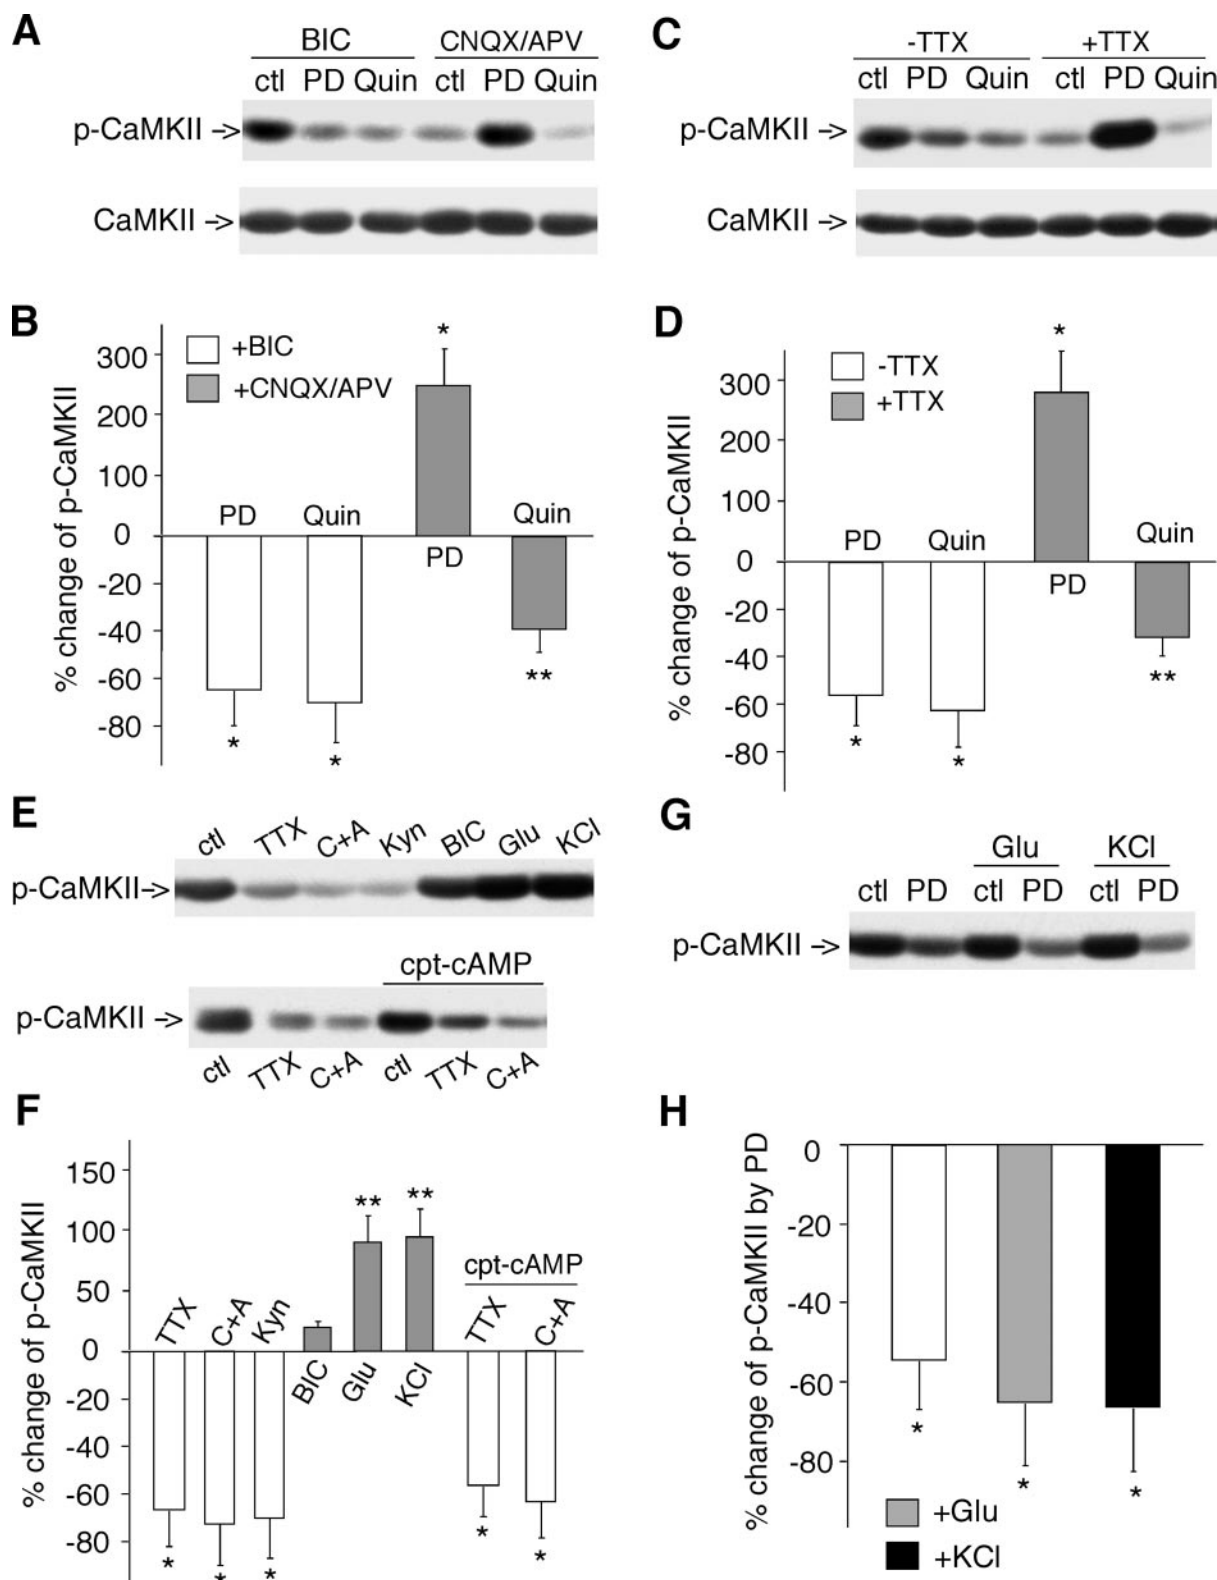 A
BIC CNQX/APV
ctl PD Quin ctl PD Quin
p-CaMKII ->
CaMKII ->
B
+BIC
+CNQX/APV
% change of p-CaMKII
300
200
100
0
-20
-40
-60
-80
PD Quin Quin
PD
*
*
*
**
C
-TTX +TTX
ctl PD Quin ctl PD Quin
p-CaMKII ->
CaMKII ->
D
-TTX
+TTX
% change of p-CaMKII
300
200
100
0
-20
-40
-60
-80
PD Quin Quin
PD
*
*
*
**
E
ctl TTX C+A Kyn BIC Glu KCl
p-CaMKII->
cpt-cAMP
p-CaMKII ->
ctl TTX C+A ctl TTX C+A
F
% change of p-CaMKII
150
100
50
0
-20
-40
-60
-80
TTX C+A Kyn
BIC Glu KCl
** **
cpt-cAMP
TTX C+A
* * * * *
G
Glu KCl
ctl PD ctl PD ctl PD
p-CaMKII ->
H
% change of p-CaMKII by PD
0
-20
-40
-60
-80
* * *
+Glu
+KCl